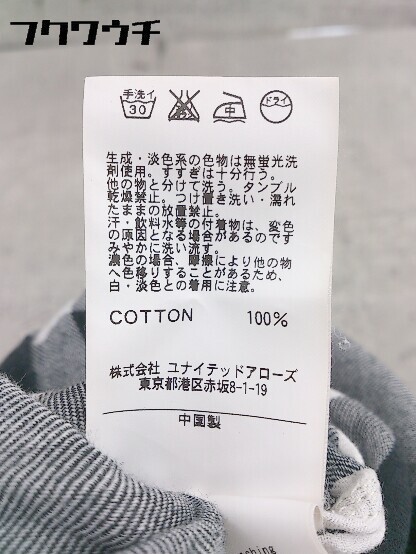 フクワウチ
手洗イ
30
エンソサラシ
中
ドライ
生成・淡色系の色物は無蛍光洗
剤使用。すすぎは十分行う。
他の物と分けて洗う。タンブル
乾燥禁止。つけ置き洗い・濡れ
たままの放置禁止。
汗・飲料水等の付着物は、変色
の原因となる場合があるのです
みやかに洗い流す。
濃色の場合、摩擦により他の物
へ色移りすることがあるため、
白・淡色との着用に注意。
COTTON 100%
株式会社 ユナイテッドアローズ
東京都港区赤坂8-1-19
中国製